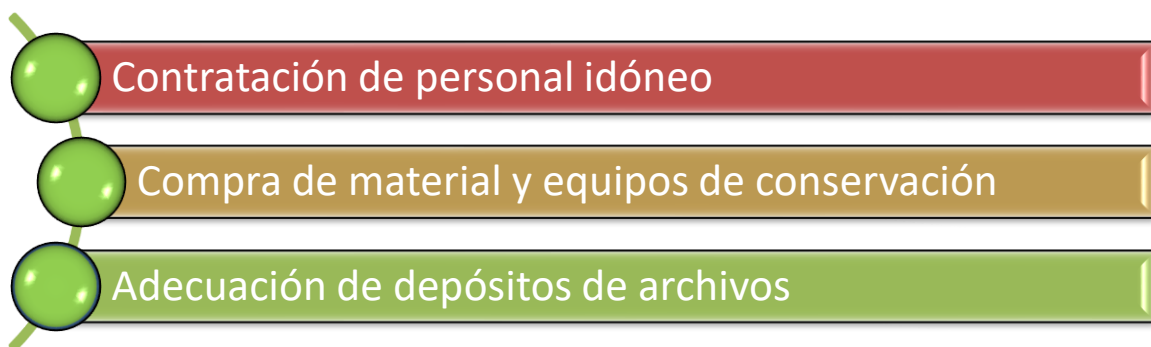 Contratación de personal idóneo
Compra de material y equipos de conservación
Adecuación de depósitos de archivos